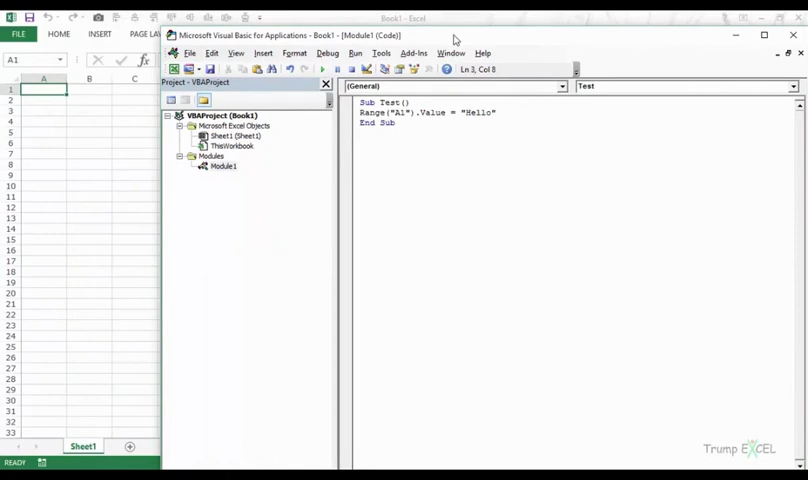 Book1 - Excel
FILE HOME INSERT PAGE LAY
A1
fx
A B C
1
2
3
4
5
6
7
8
9
10
11
12
13
14
15
16
17
18
19
20
21
22
23
24
25
26
27
28
29
30
31
32
33
Sheet1
READY
Microsoft Visual Basic for Applications - Book1 - [Module1 (Code)]
File Edit View Insert Format Debug Run Tools Add-Ins Window Help
Ln 3, Col 8
Project - VBAProject
VBAProject (Book1)
Microsoft Excel Objects
Sheet1 (Sheet1)
ThisWorkbook
Modules
Module1
(General) Test
Sub Test()
Range("A1").Value = "Hello"
End Sub
Trump EXCEL